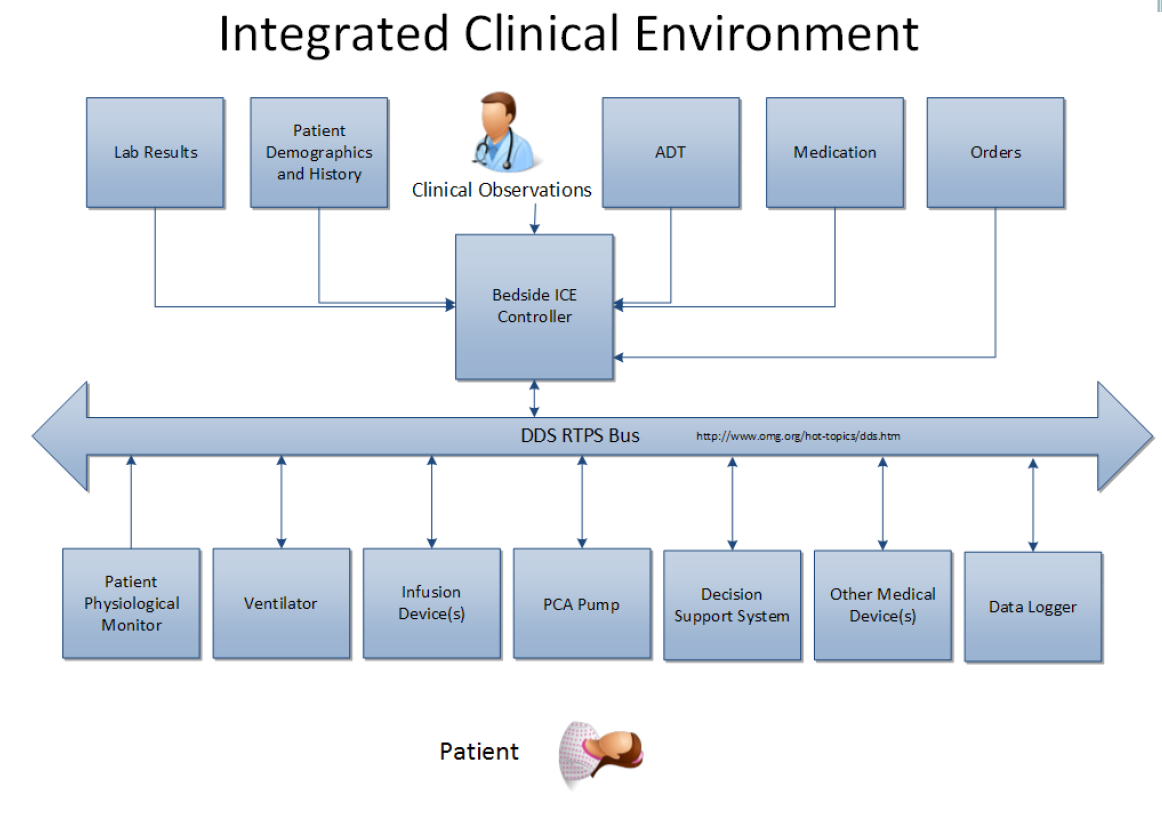 Integrated Clinical Environment
Lab Results
Patient
Demographics
and History
Clinical Observations
ADT
Medication
Orders
Bedside ICE
Controller
DDS RTPS Bus
http://www.omg.org/hot-topics/dds.htm
Patient
Physiological
Monitor
Ventilator
Infusion
Device(s)
PCA Pump
Decision
Support System
Other Medical
Device(s)
Data Logger
Patient